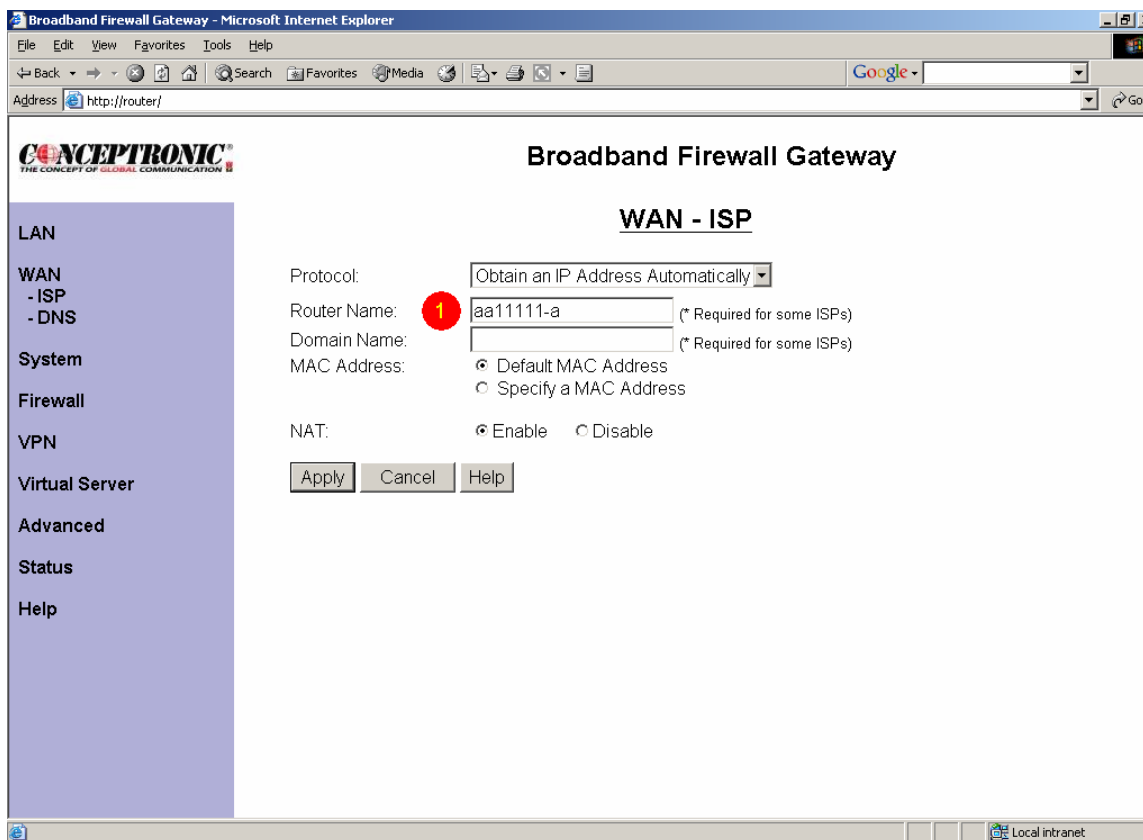 Broadband Firewall Gateway - Microsoft Internet Explorer
File Edit View Favorites Tools Help
Back Search Favorites Media Google
Address http://router/ Go
CONCEPTRONIC®
THE CONCEPT OF GLOBAL COMMUNICATION
Broadband Firewall Gateway
WAN - ISP
LAN
WAN
- ISP
- DNS
System
Firewall
VPN
Virtual Server
Advanced
Status
Help
Protocol: Obtain an IP Address Automatically
Router Name: 1 aa11111-a (* Required for some ISPs)
Domain Name: (* Required for some ISPs)
MAC Address: Default MAC Address
Specify a MAC Address
NAT: Enable Disable
Apply Cancel Help
Local intranet